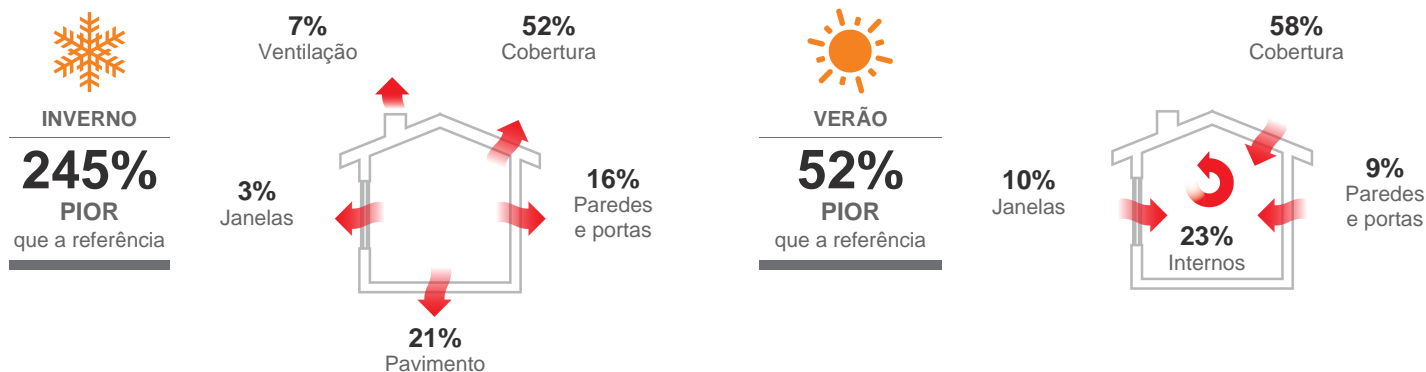 INVERNO
245%
PIOR
que a referência
7%
Ventilação
52%
Cobertura
3%
Janelas
16%
Paredes
e portas
21%
Pavimento
VERÃO
52%
PIOR
que a referência
58%
Cobertura
10%
Janelas
9%
Paredes
e portas
23%
Internos